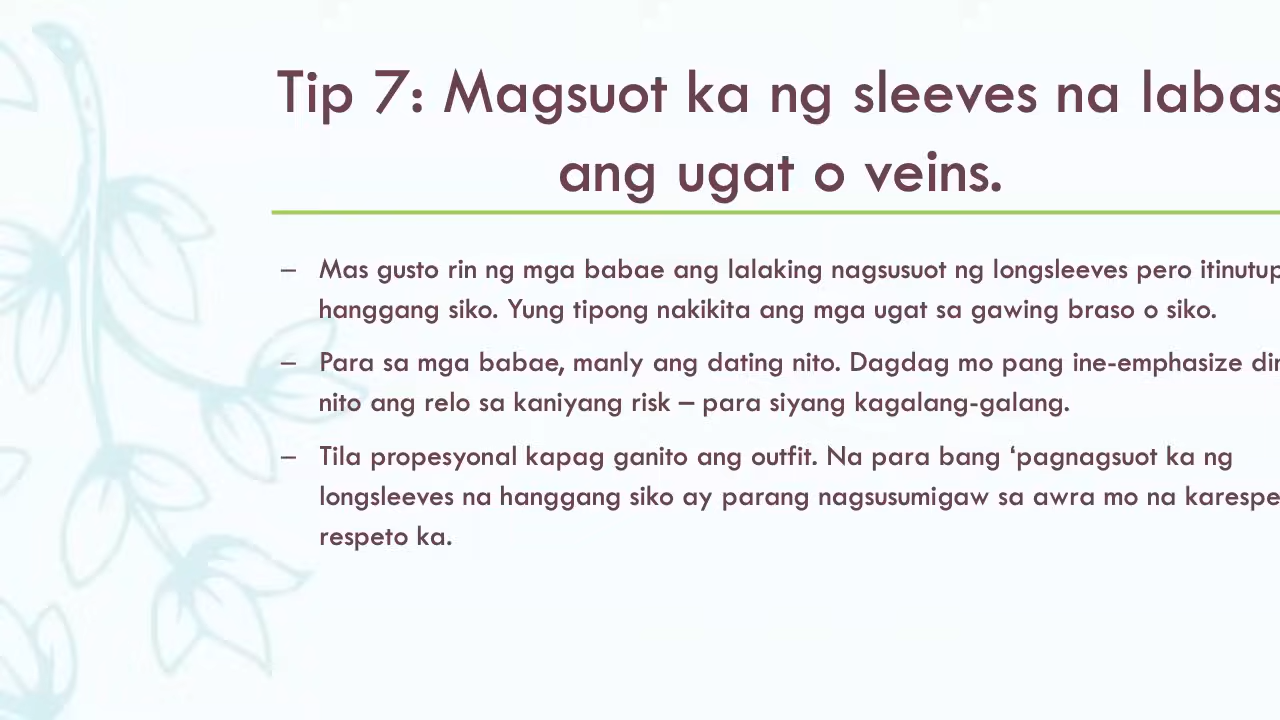 Tip 7: Magsuot ka ng sleeves na labas
ang ugat o veins.
– Mas gusto rin ng mga babae ang lalaking nagsusuot ng longsleeves pero itinutup
hanggang siko. Yung tipong nakikita ang mga ugat sa gawing braso o siko.
– Para sa mga babae, manly ang dating nito. Dagdag mo pang ine-emphasize din
nito ang relo sa kaniyang risk – para siyang kagalang-galang.
– Tila propesyonal kapag ganito ang outfit. Na para bang ‘pagnagsuot ka ng
longsleeves na hanggang siko ay parang nagsusumigaw sa awra mo na karespe
respeto ka.